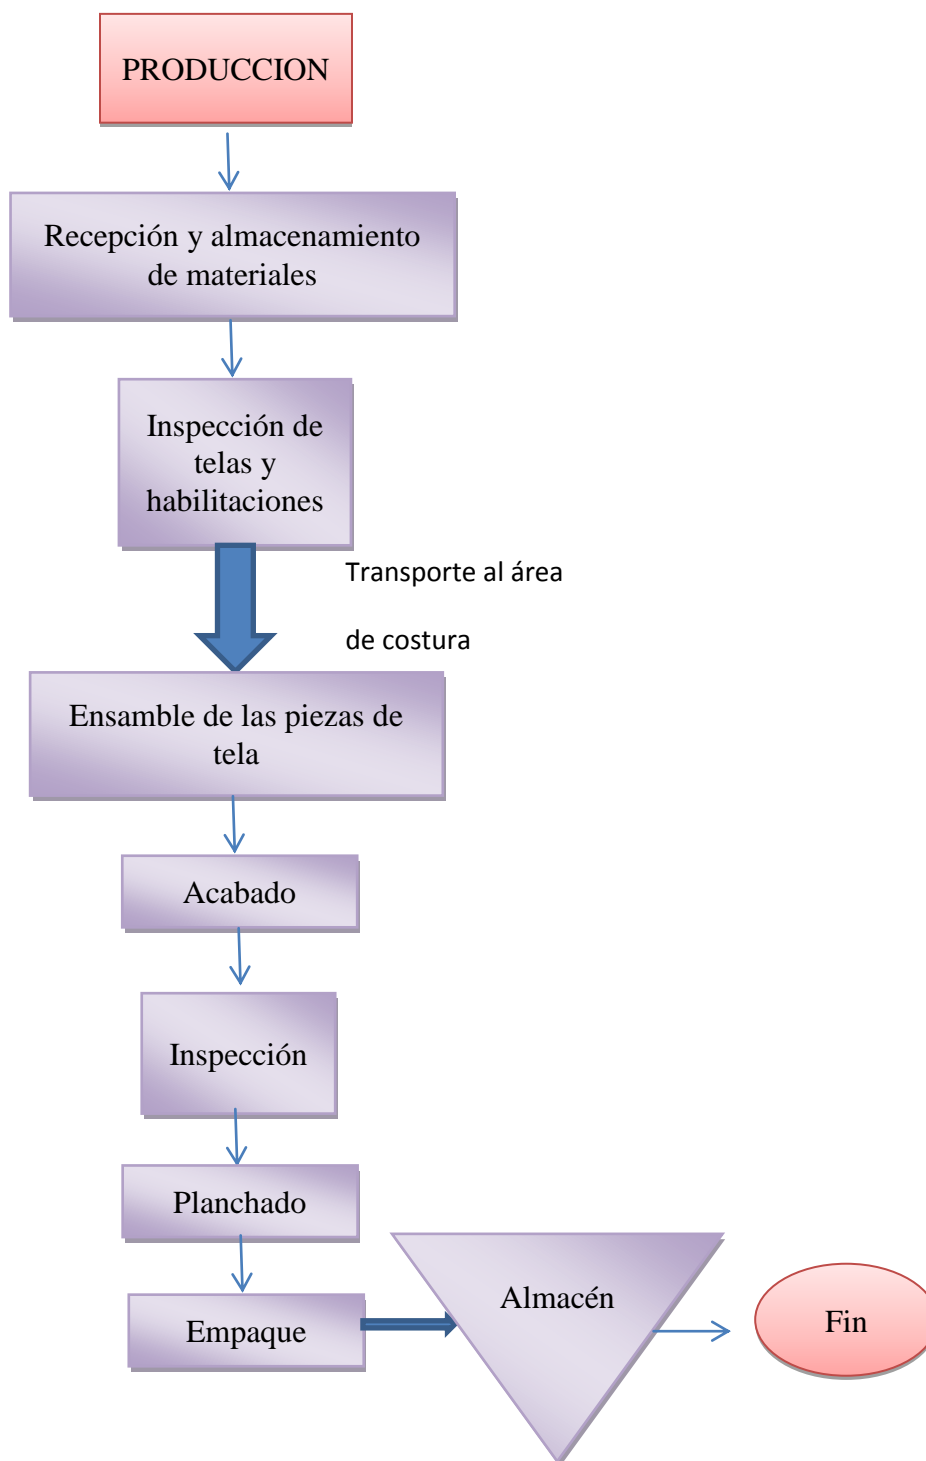 PRODUCCION
Recepción y almacenamiento
de materiales
Inspección de
telas y
habilitaciones
Transporte al área
de costura
Ensamble de las piezas de
tela
Acabado
Inspección
Planchado
Empaque
Almacén
Fin